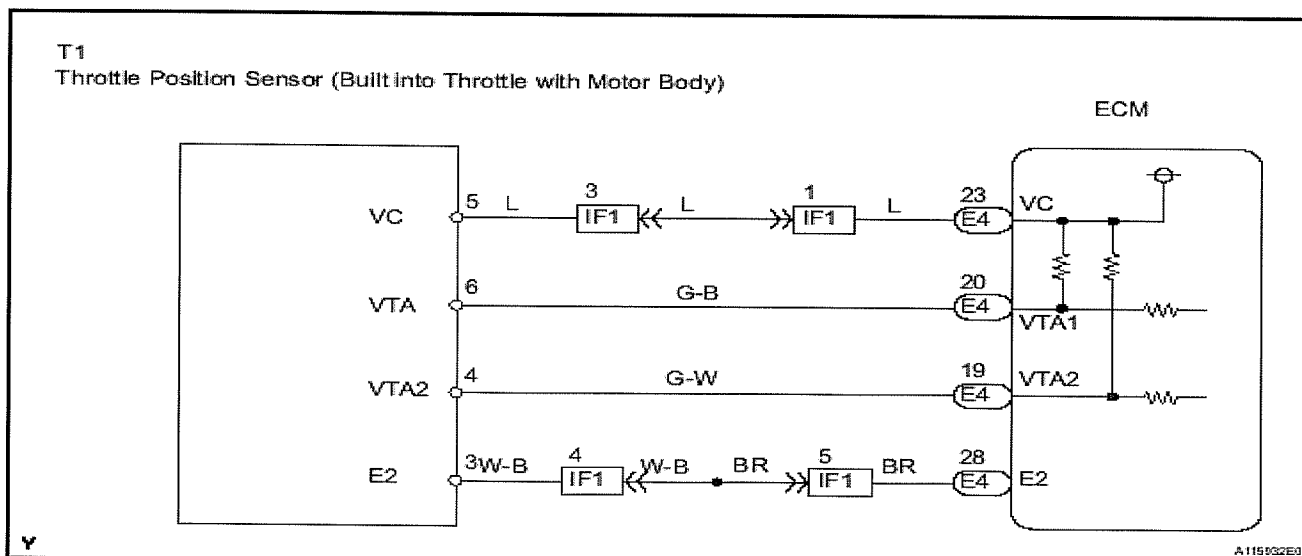 T1
Throttle Position Sensor (Built into Throttle with Motor Body)
ECM
VC 5 L 3 IF1 L 1 IF1 L 23 E4 VC
VTA 6 G-B 20 E4 VTA1
VTA2 4 G-W 19 E4 VTA2
E2 3 W-B 4 IF1 W-B BR 5 IF1 BR 28 E4 E2
Y